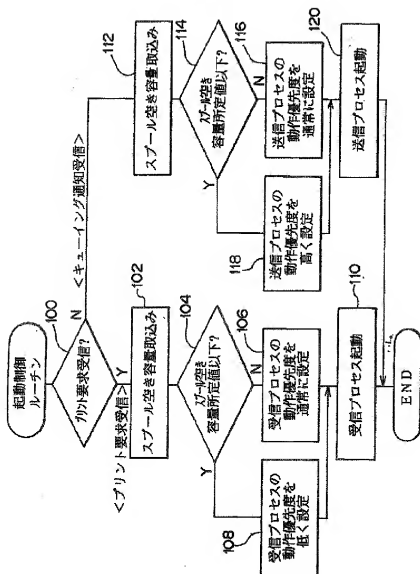 起動制御
ルーチン
100
プリント要求受信?
N
Y
<キューイング通知受信>
<プリント要求受信>
102
スプール空き容量取込み
104
スプール空き
容量所定値以下?
Y
N
106
受信プロセスの
動作優先度を
通常に設定
108
受信プロセスの
動作優先度を
低く設定
110
受信プロセス起動
112
スプール空き容量取込み
114
スプール空き
容量所定値以下?
Y
N
116
送信プロセスの
動作優先度を
通常に設定
118
送信プロセスの
動作優先度を
高く設定
120
送信プロセス起動
END